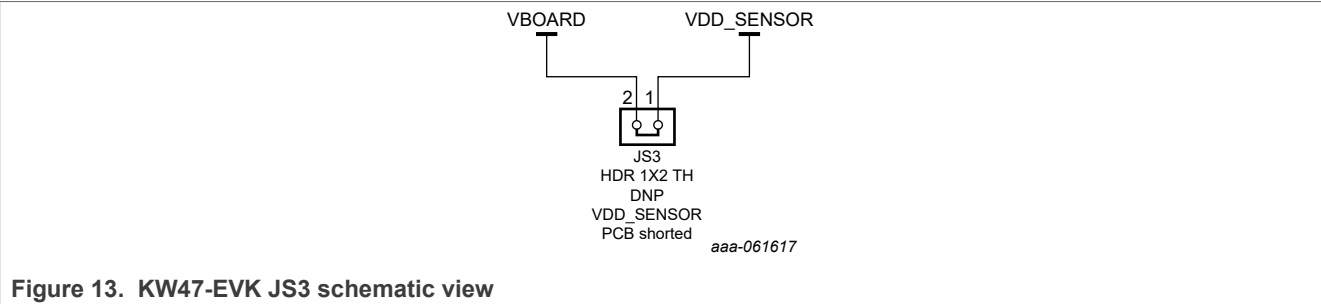 VBOARD VDD_SENSOR
2 1
JS3
HDR 1X2 TH
DNP
VDD_SENSOR
PCB shorted
aaa-061617
Figure 13. KW47-EVK JS3 schematic view